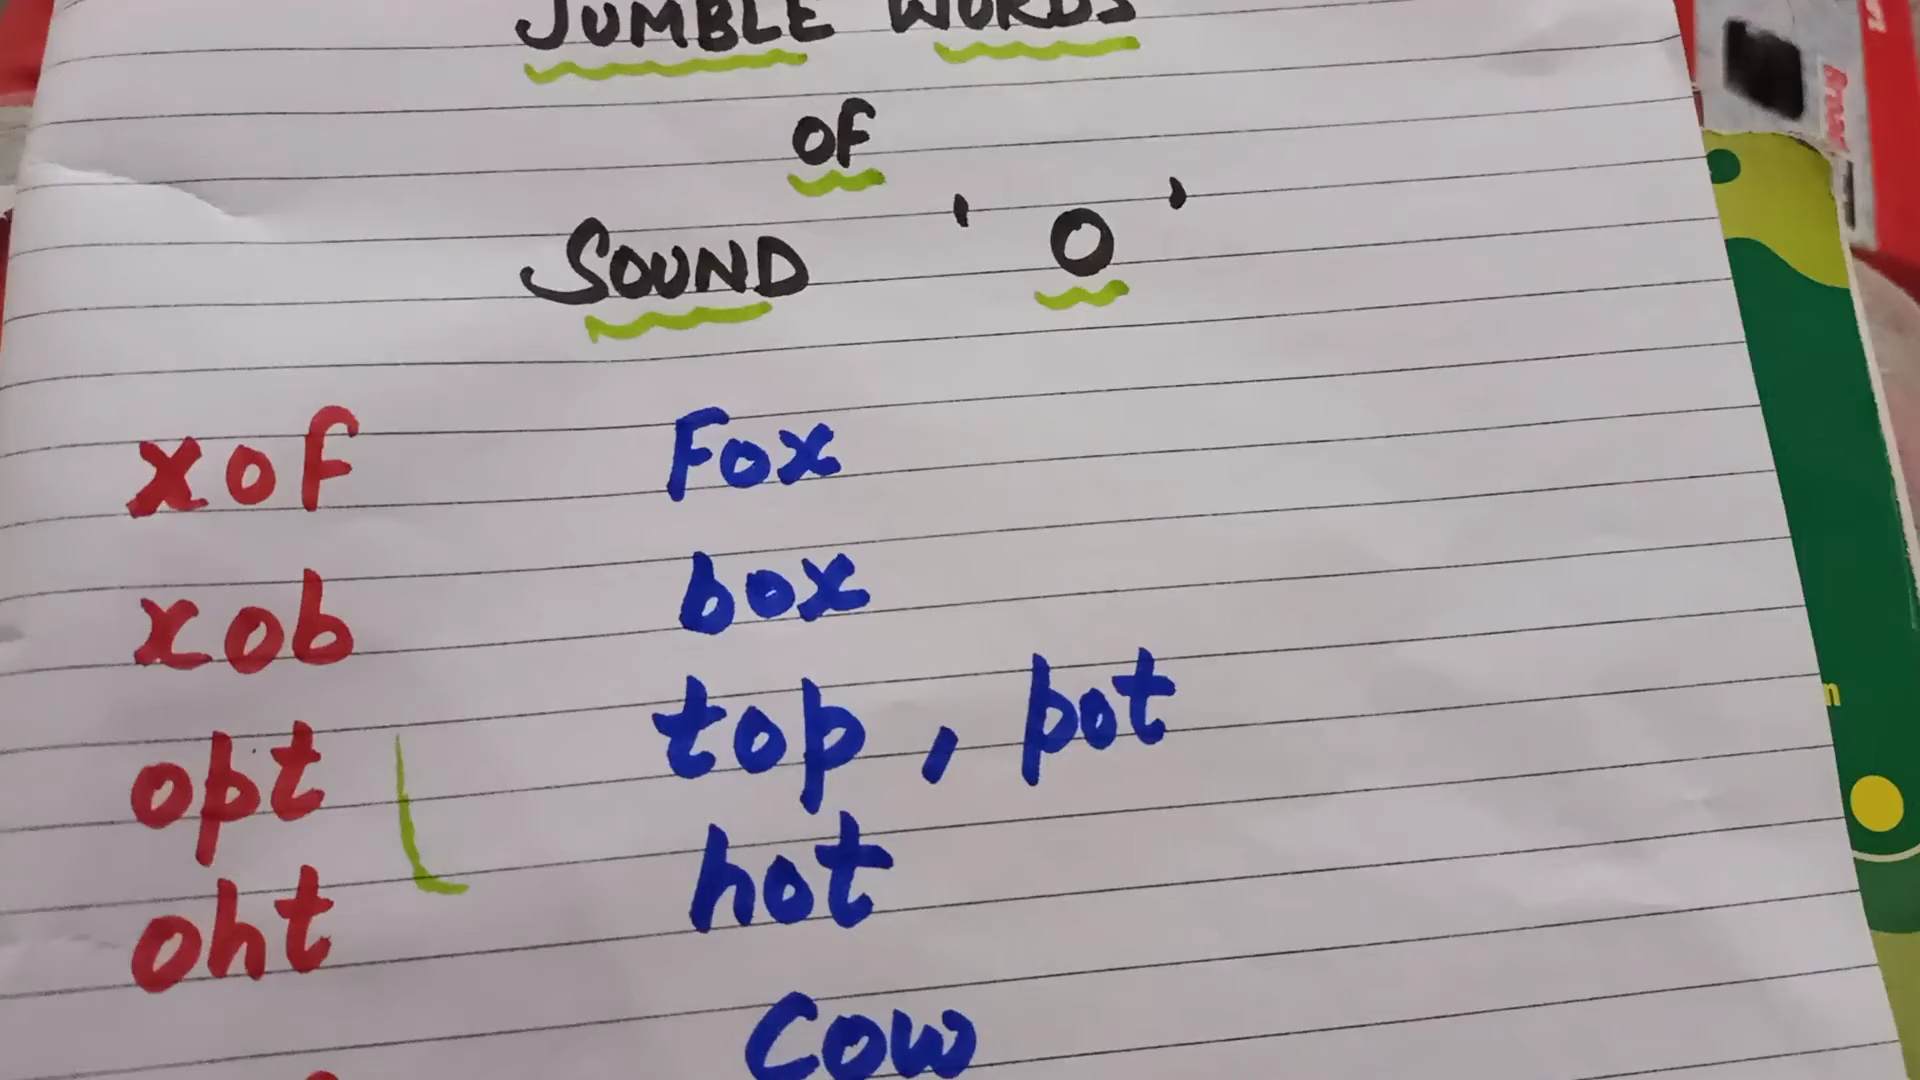 JUMBLE WORDS
OF
SOUND 'O'
xof Fox
xob box
opt top, pot
oht hot
Cow